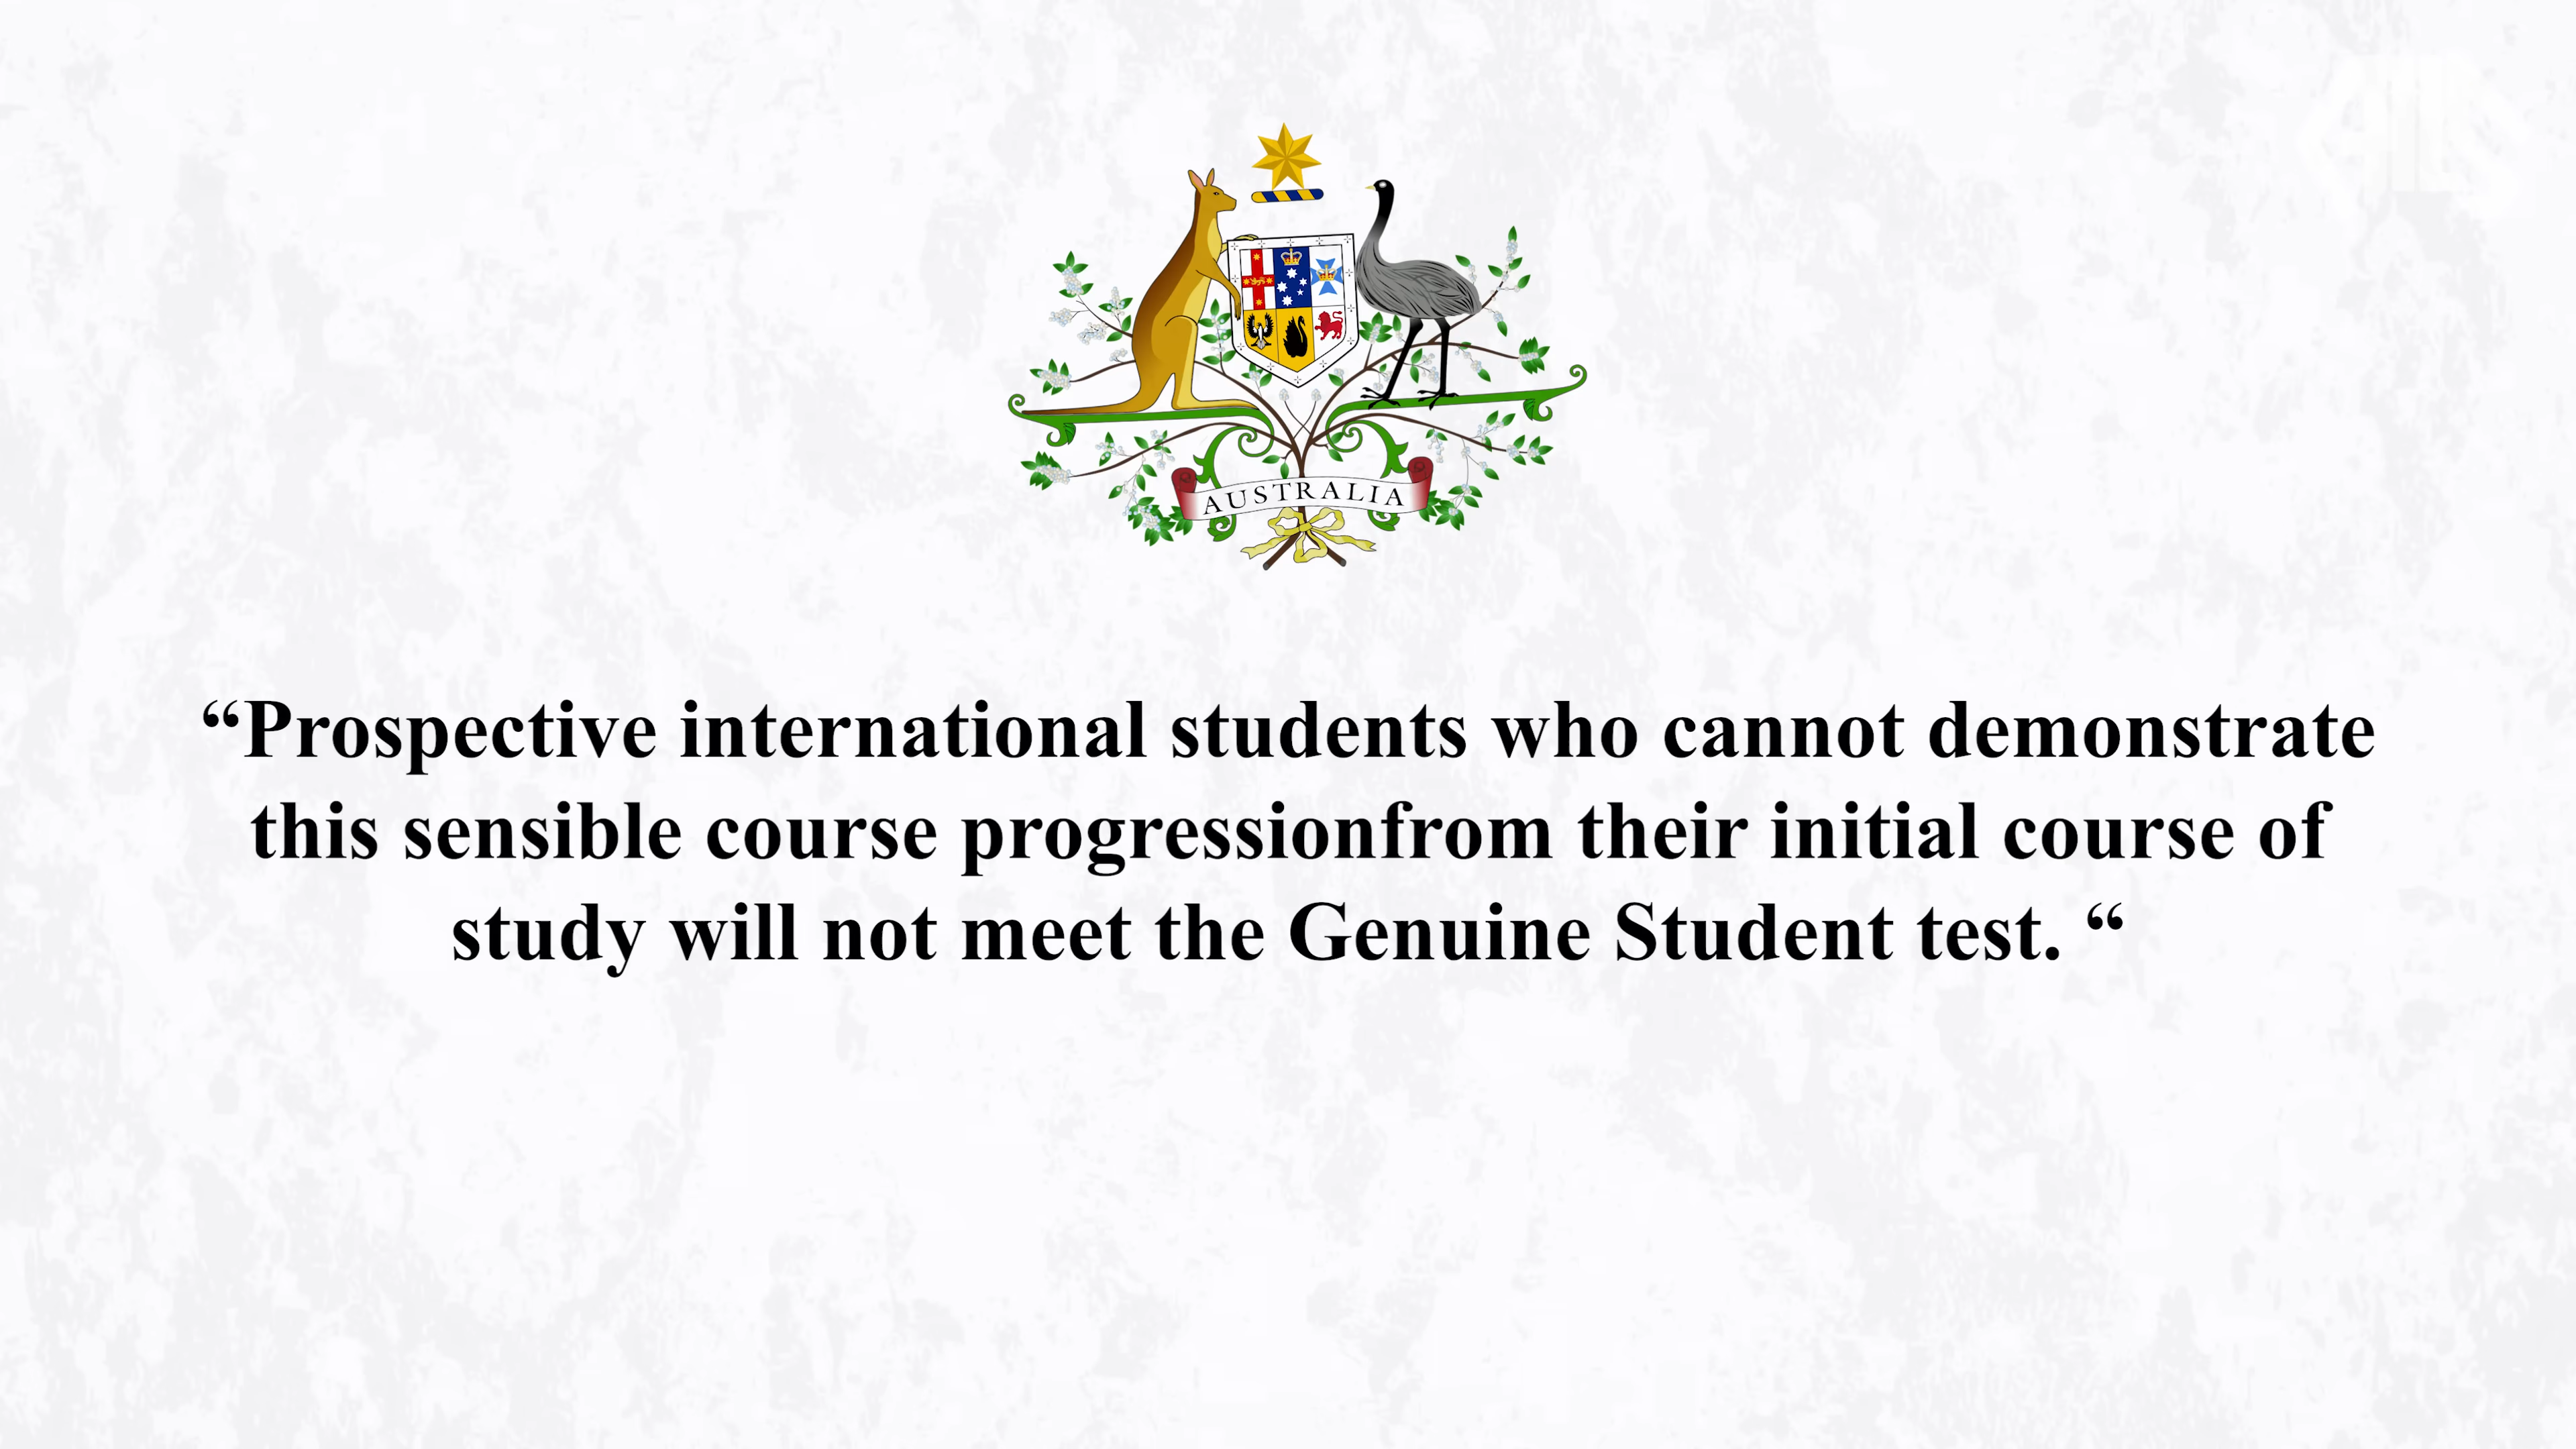 AUSTRALIA
“Prospective international students who cannot demonstrate
this sensible course progressionfrom their initial course of
study will not meet the Genuine Student test. “